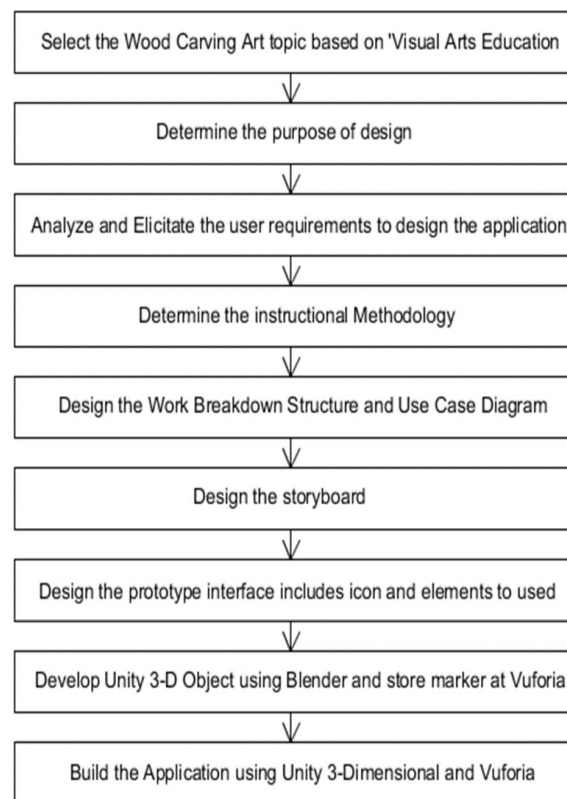 Select the Wood Carving Art topic based on 'Visual Arts Education
Determine the purpose of design
Analyze and Elicitate the user requirements to design the application
Determine the instructional Methodology
Design the Work Breakdown Structure and Use Case Diagram
Design the storyboard
Design the prototype interface includes icon and elements to used
Develop Unity 3-D Object using Blender and store marker at Vuforia
Build the Application using Unity 3-Dimensional and Vuforia